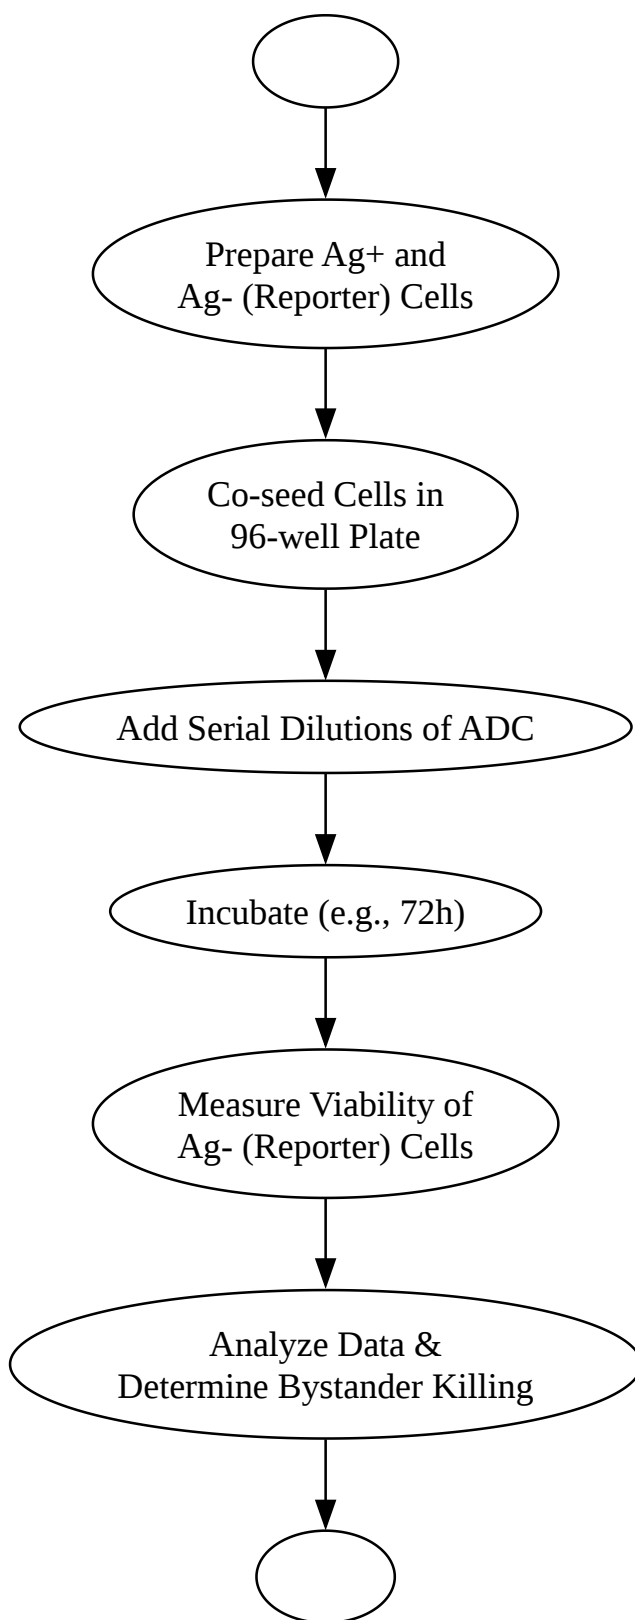 Prepare Ag+ and
Ag- (Reporter) Cells
Co-seed Cells in
96-well Plate
Add Serial Dilutions of ADC
Incubate (e.g., 72h)
Measure Viability of
Ag- (Reporter) Cells
Analyze Data &
Determine Bystander Killing